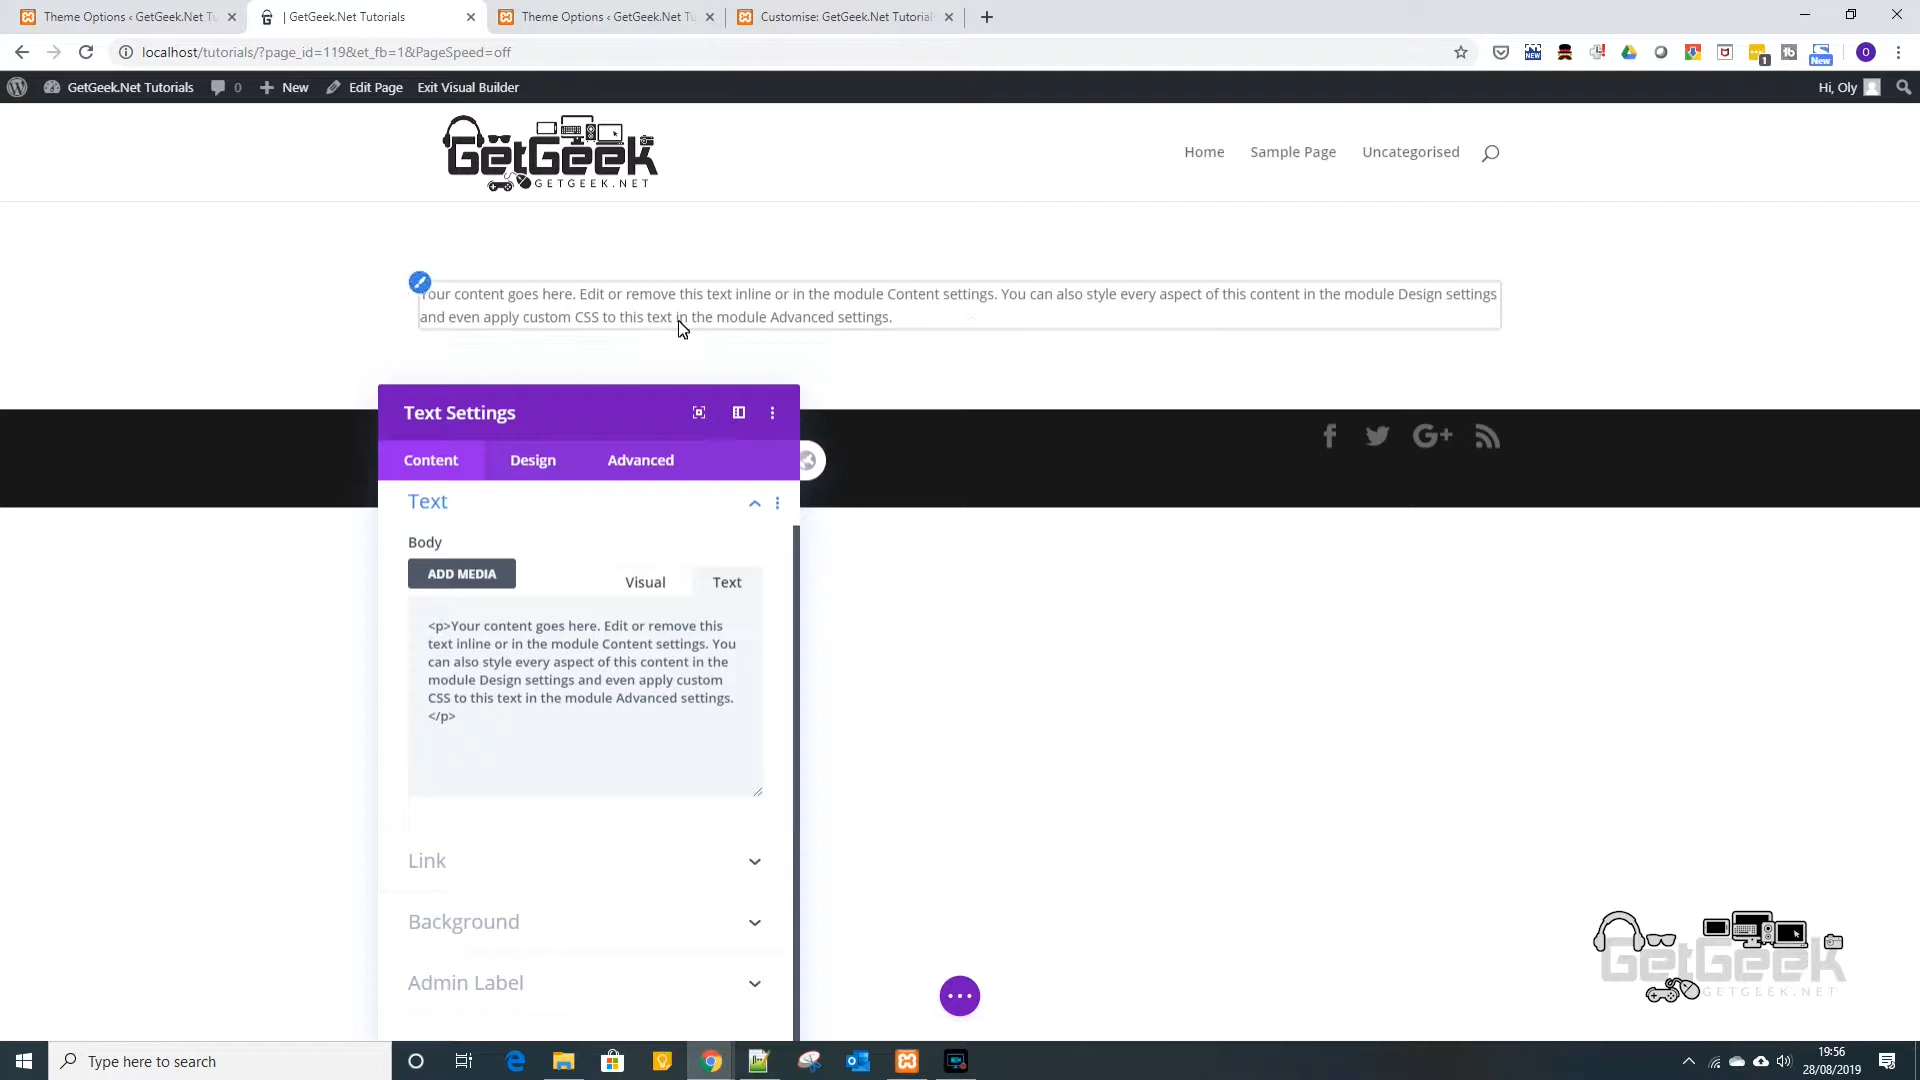 Theme Options ‹ GetGeek.Net Tu
| GetGeek.Net Tutorials
Theme Options ‹ GetGeek.Net Tu
Customise: GetGeek.Net Tutorials
localhost/tutorials/?page_id=119&et_fb=1&PageSpeed=off
NEW
1
tb
New
O
GetGeek.Net Tutorials
0
New
Edit Page
Exit Visual Builder
Hi, Oly
GetGeek
GETGEEK.NET
Home
Sample Page
Uncategorised
Your content goes here. Edit or remove this text inline or in the module Content settings. You can also style every aspect of this content in the module Design settings
and even apply custom CSS to this text in the module Advanced settings.
Text Settings
Content
Design
Advanced
Text
Body
ADD MEDIA
Visual
Text
<p>Your content goes here. Edit or remove this
text inline or in the module Content settings. You
can also style every aspect of this content in the
module Design settings and even apply custom
CSS to this text in the module Advanced settings.
</p>
Link
Background
Admin Label
GetGeek
GETGEEK.NET
Type here to search
19:56
28/08/2019